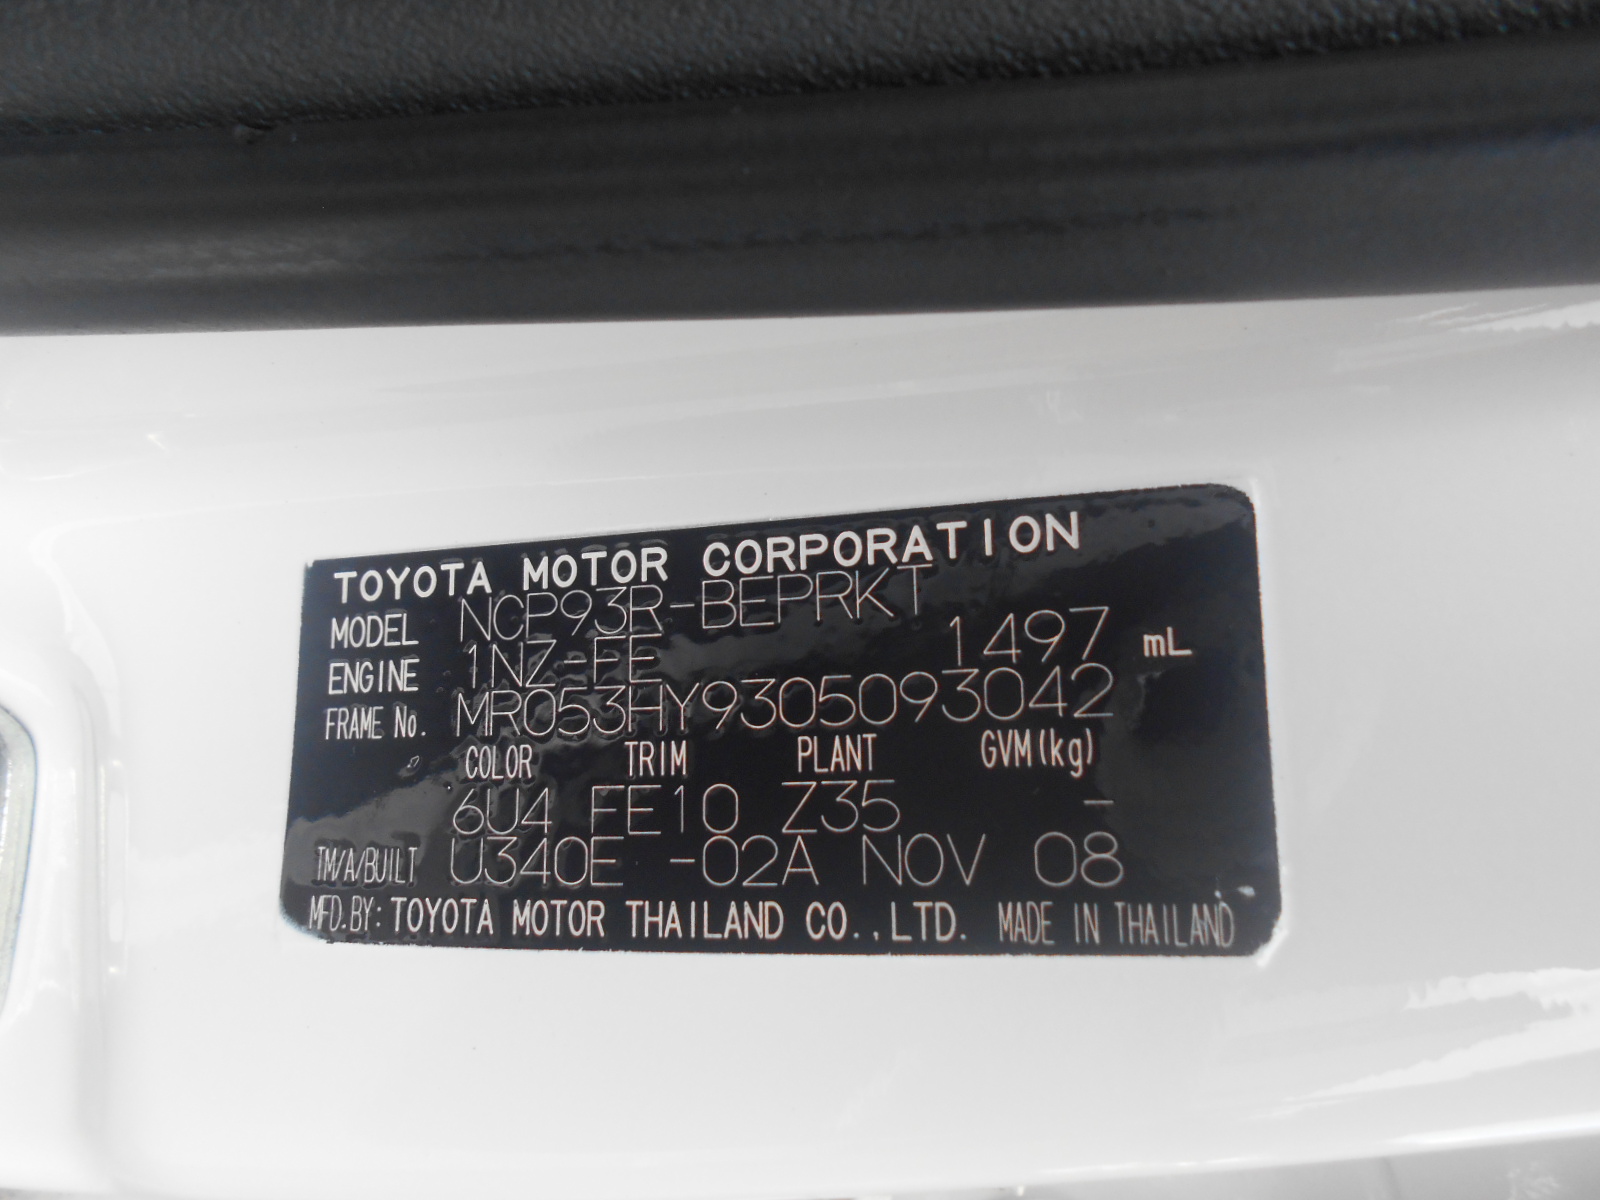 TOYOTA MOTOR CORPORATION
MODEL NCP93R-BEPRKT
ENGINE 1NZ-FE 1497 mL
FRAME No. MR053HY9305093042
COLOR TRIM PLANT GVM(kg)
6U4 FE10 Z35 -
TM/A/BUILT U340E -02A NOV 08
MFD.BY: TOYOTA MOTOR THAILAND CO.,LTD. MADE IN THAILAND